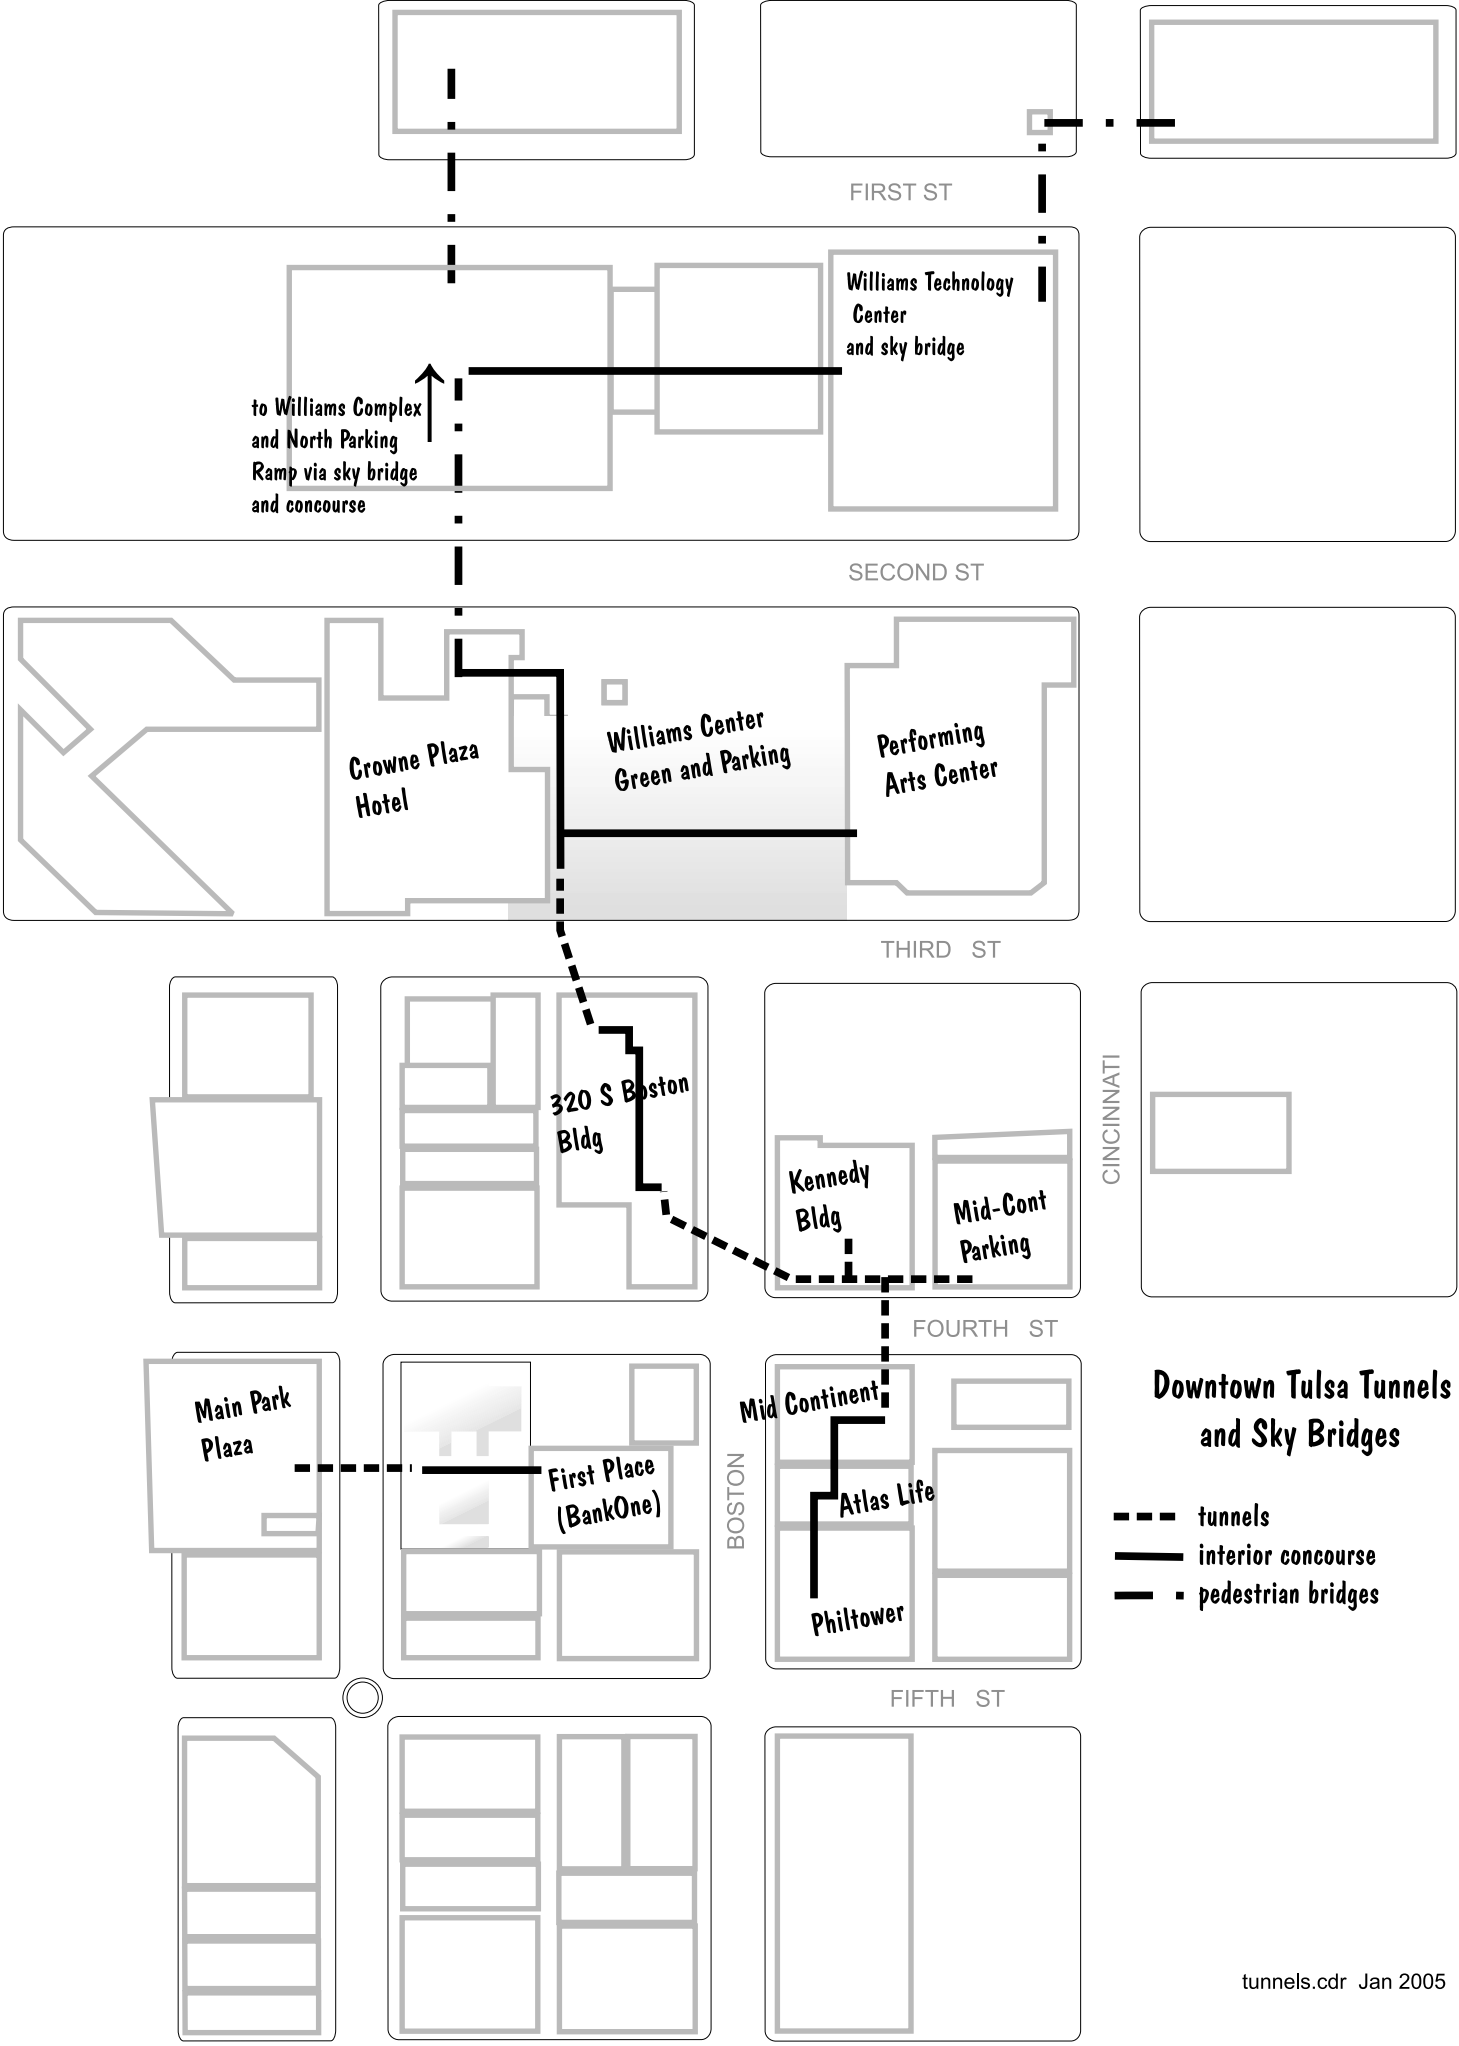 FIRST ST
Williams Technology
Center
and sky bridge
to Williams Complex
and North Parking
Ramp via sky bridge
and concourse
SECOND ST
Crowne Plaza
Hotel
Williams Center
Green and Parking
Performing
Arts Center
THIRD ST
320 S Boston
Bldg
Kennedy
Bldg
Mid-Cont
Parking
CINCINNATI
FOURTH ST
Main Park
Plaza
First Place
(BankOne)
BOSTON
Mid Continent
Atlas Life
Philtower
Downtown Tulsa Tunnels
and Sky Bridges
tunnels
interior concourse
pedestrian bridges
FIFTH ST
tunnels.cdr Jan 2005